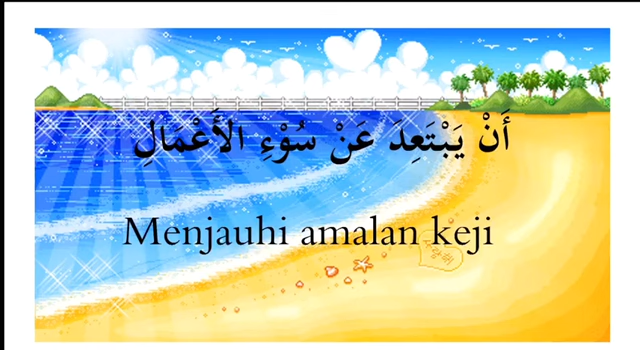 أَنْ يَبْتَعِدَ عَنْ سُوْءِ الأَعْمَالِ
Menjauhi amalan keji